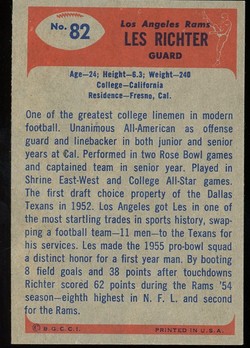 No. 82
Los Angeles Rams
LES RICHTER
GUARD
Age—24; Height—6.3; Weight—240
College—California
Residence—Fresno, Cal.
One of the greatest college linemen in modern
football. Unanimous All-American as offense
guard and linebacker in both junior and senior
years at Cal. Performed in two Rose Bowl games
and captained team in senior year. Played in
Shrine East-West and College All-Star games.
The first draft choice property of the Dallas
Texans in 1952. Los Angeles got Les in one of
the most startling trades in sports history, swap-
ping a football team—11 men—to the Texans for
his services. Les made the 1955 pro-bowl squad
a distinct honor for a first year man. By booting
8 field goals and 38 points after touchdowns
Richter scored 62 points during the Rams '54
season—eighth highest in N. F. L. and second
for the Rams.
© B.G.C.C.I. PRINTED IN U.S.A.